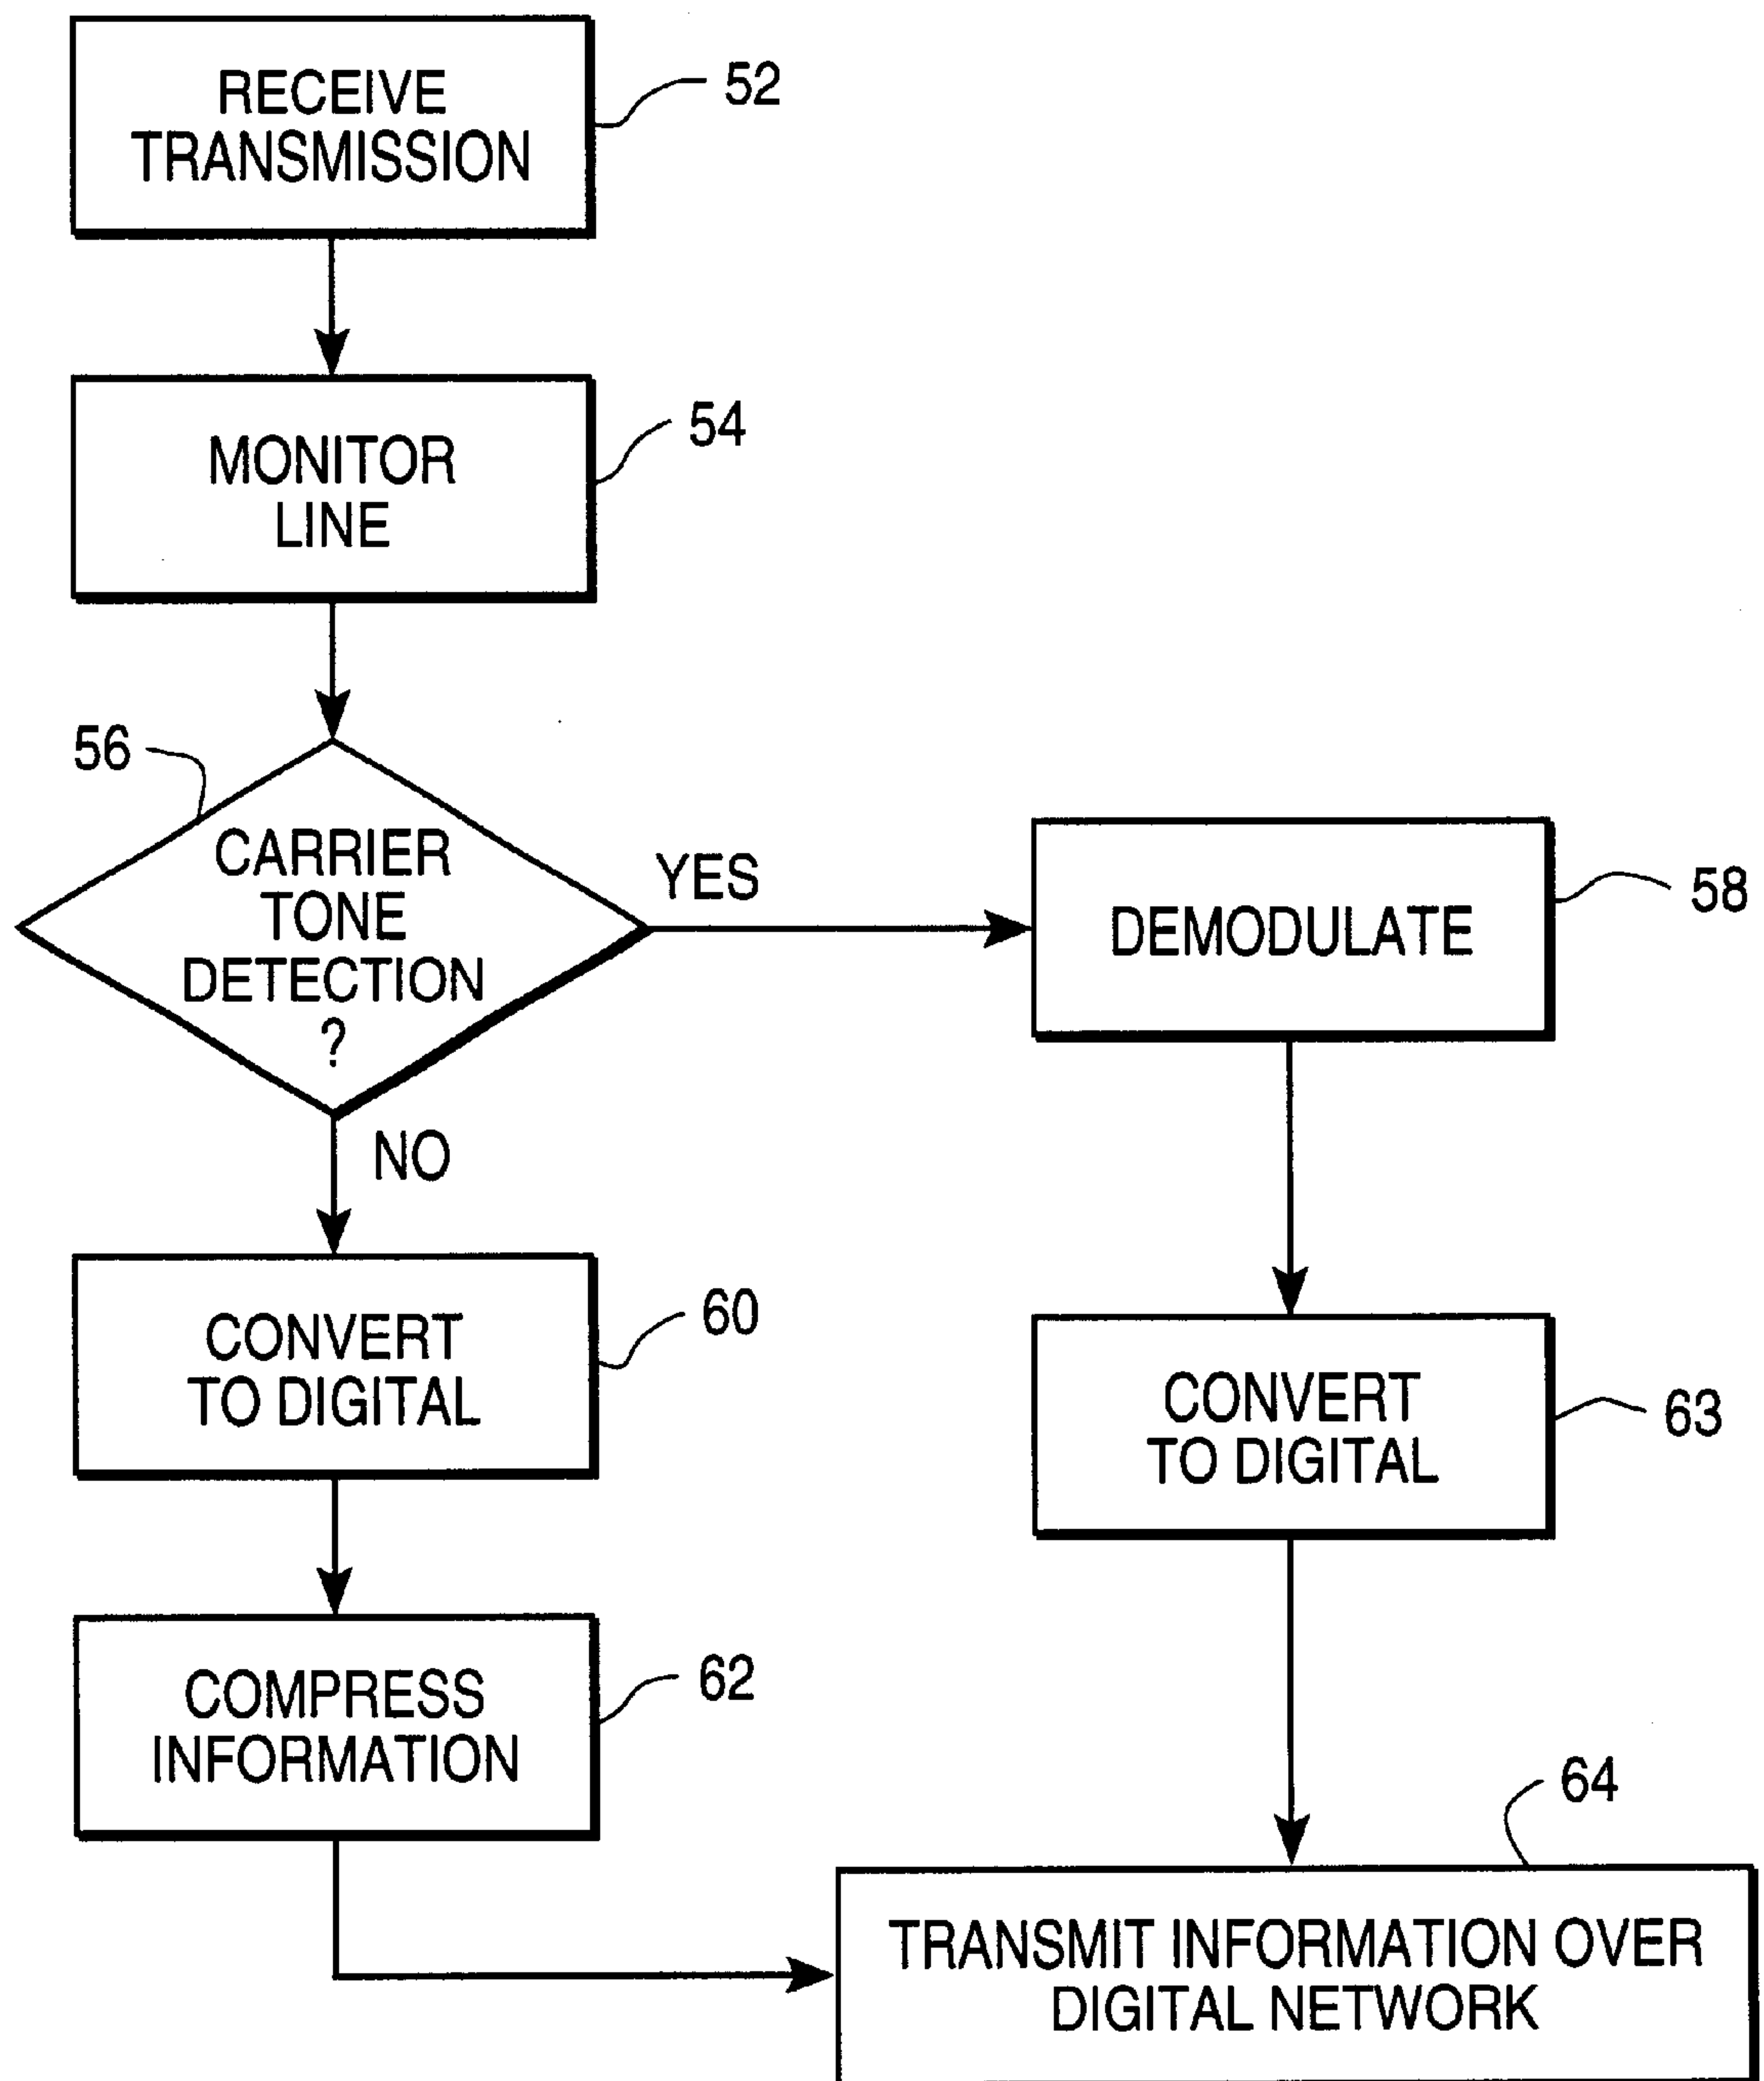 RECEIVE
TRANSMISSION
52
MONITOR
LINE
54
56
CARRIER
TONE
DETECTION
?
YES
NO
DEMODULATE
58
CONVERT
TO DIGITAL
60
CONVERT
TO DIGITAL
63
COMPRESS
INFORMATION
62
64
TRANSMIT INFORMATION OVER
DIGITAL NETWORK